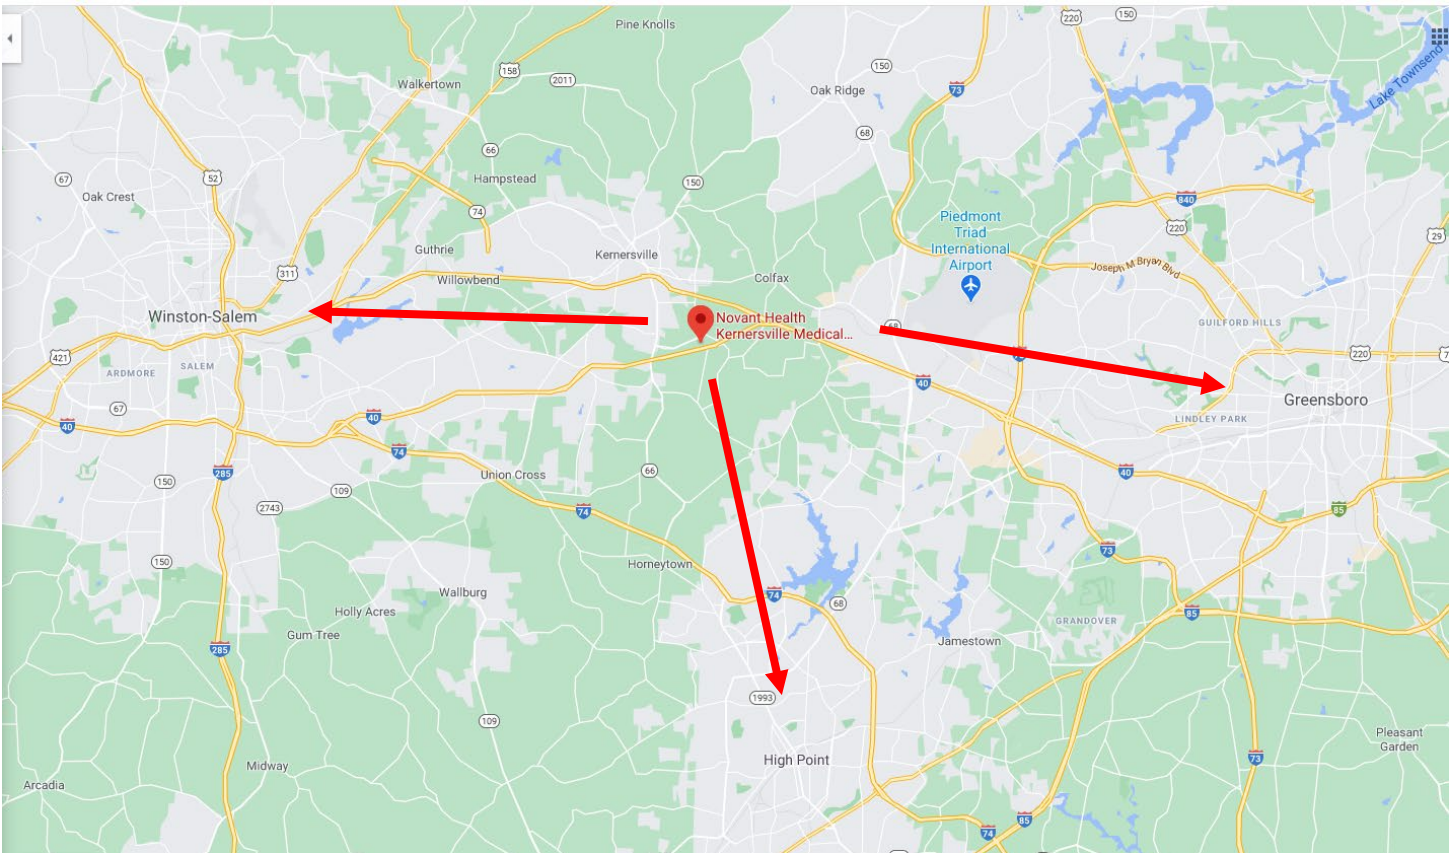 Pine Knolls
220
150
158
2011
150
Walkertown
Oak Ridge
73
Lake Townsend
68
66
67
52
Hampstead
150
Oak Crest
840
74
Piedmont
Triad
International
Airport
220
29
Guthrie
Kernersville
Joseph M Bryan Blvd
311
Willowbend
Colfax
Winston-Salem
Novant Health
Kernersville Medical...
68
GUILFORD HILLS
421
ARDMORE
SALEM
220
40
Greensboro
67
40
40
LINDLEY PARK
74
285
150
109
Union Cross
66
40
2743
74
85
73
150
Horneytown
Wallburg
74
68
Holly Acres
85
GRANDOVER
Gum Tree
285
Jamestown
1993
109
Pleasant
Garden
High Point
73
Midway
Arcadia
74
85